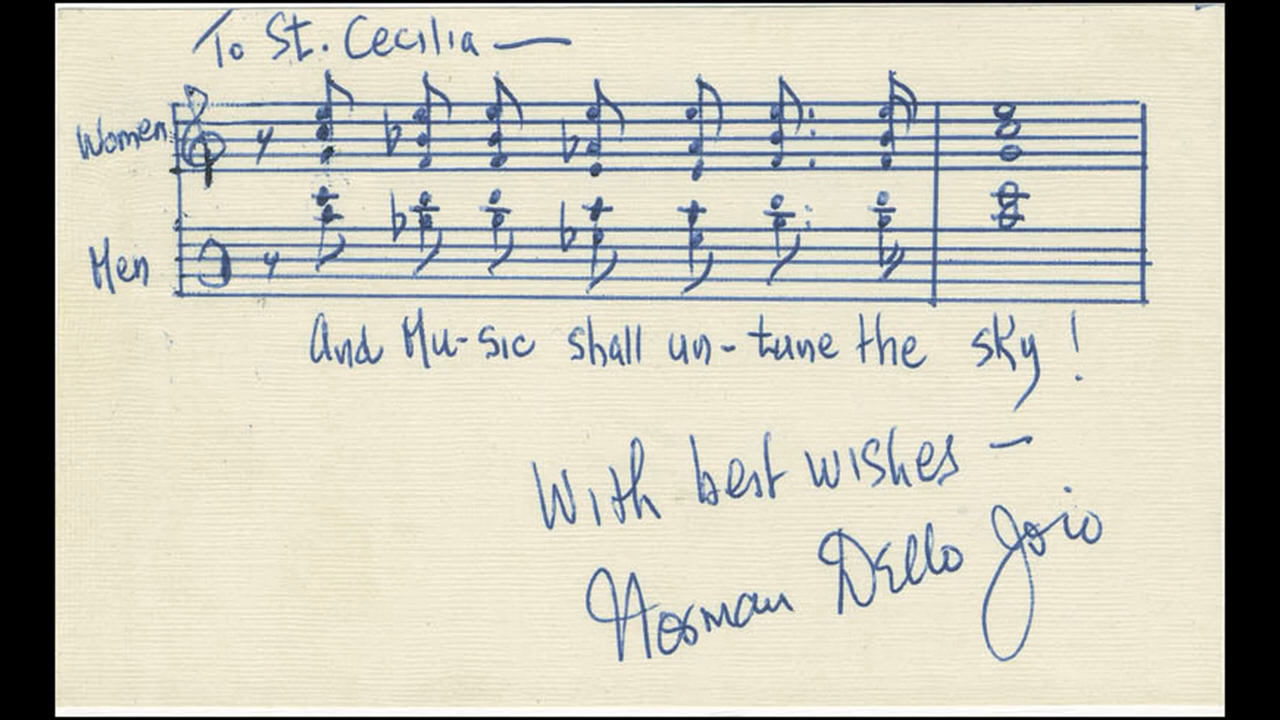 To St. Cecilia —
Women
Men
And Mu-sic shall un-tune the sky!
With best wishes —
Norman Dello Joio